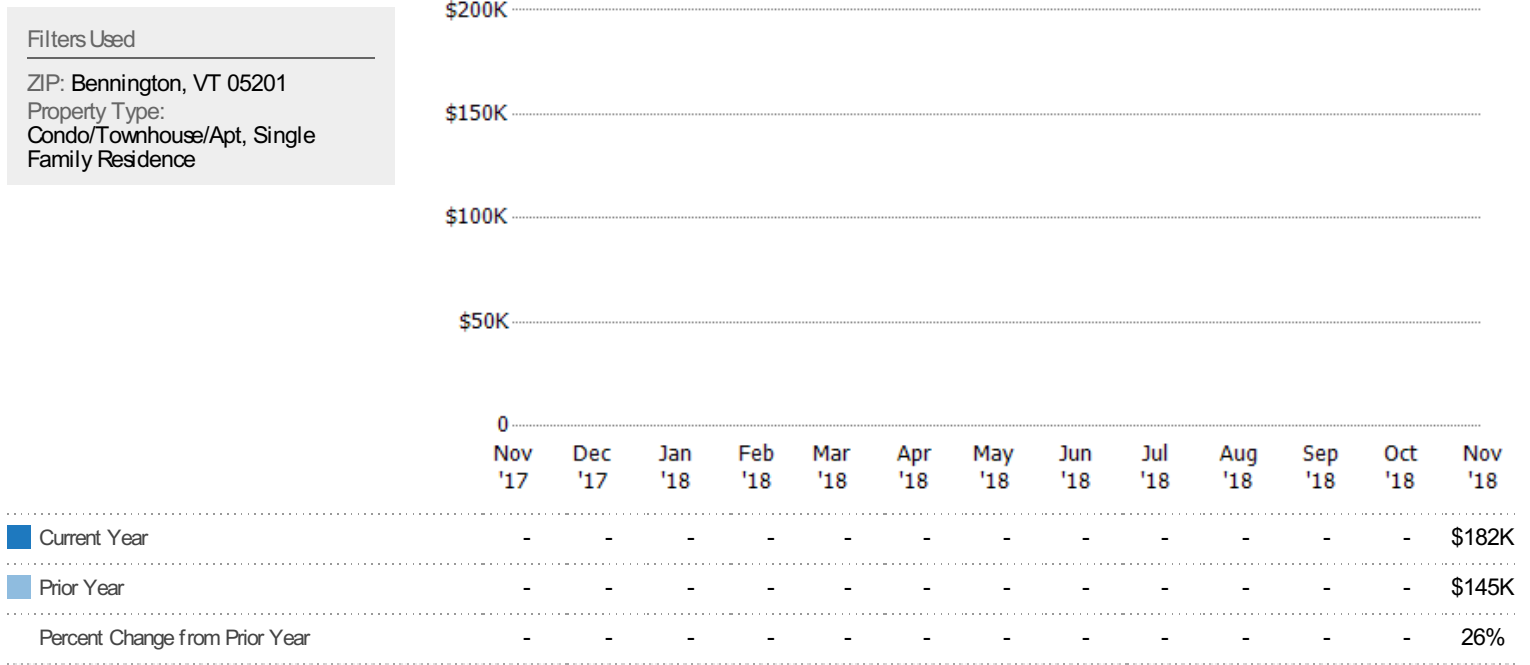 Filters Used
ZIP: Bennington, VT 05201
Property Type:
Condo/Townhouse/Apt, Single
Family Residence
$200K
$150K
$100K
$50K
0
Nov Dec Jan Feb Mar Apr May Jun Jul Aug Sep Oct Nov
'17 '17 '18 '18 '18 '18 '18 '18 '18 '18 '18 '18 '18
Current Year - - - - - - - - - - - - $182K
Prior Year - - - - - - - - - - - - $145K
Percent Change from Prior Year - - - - - - - - - - - - 26%